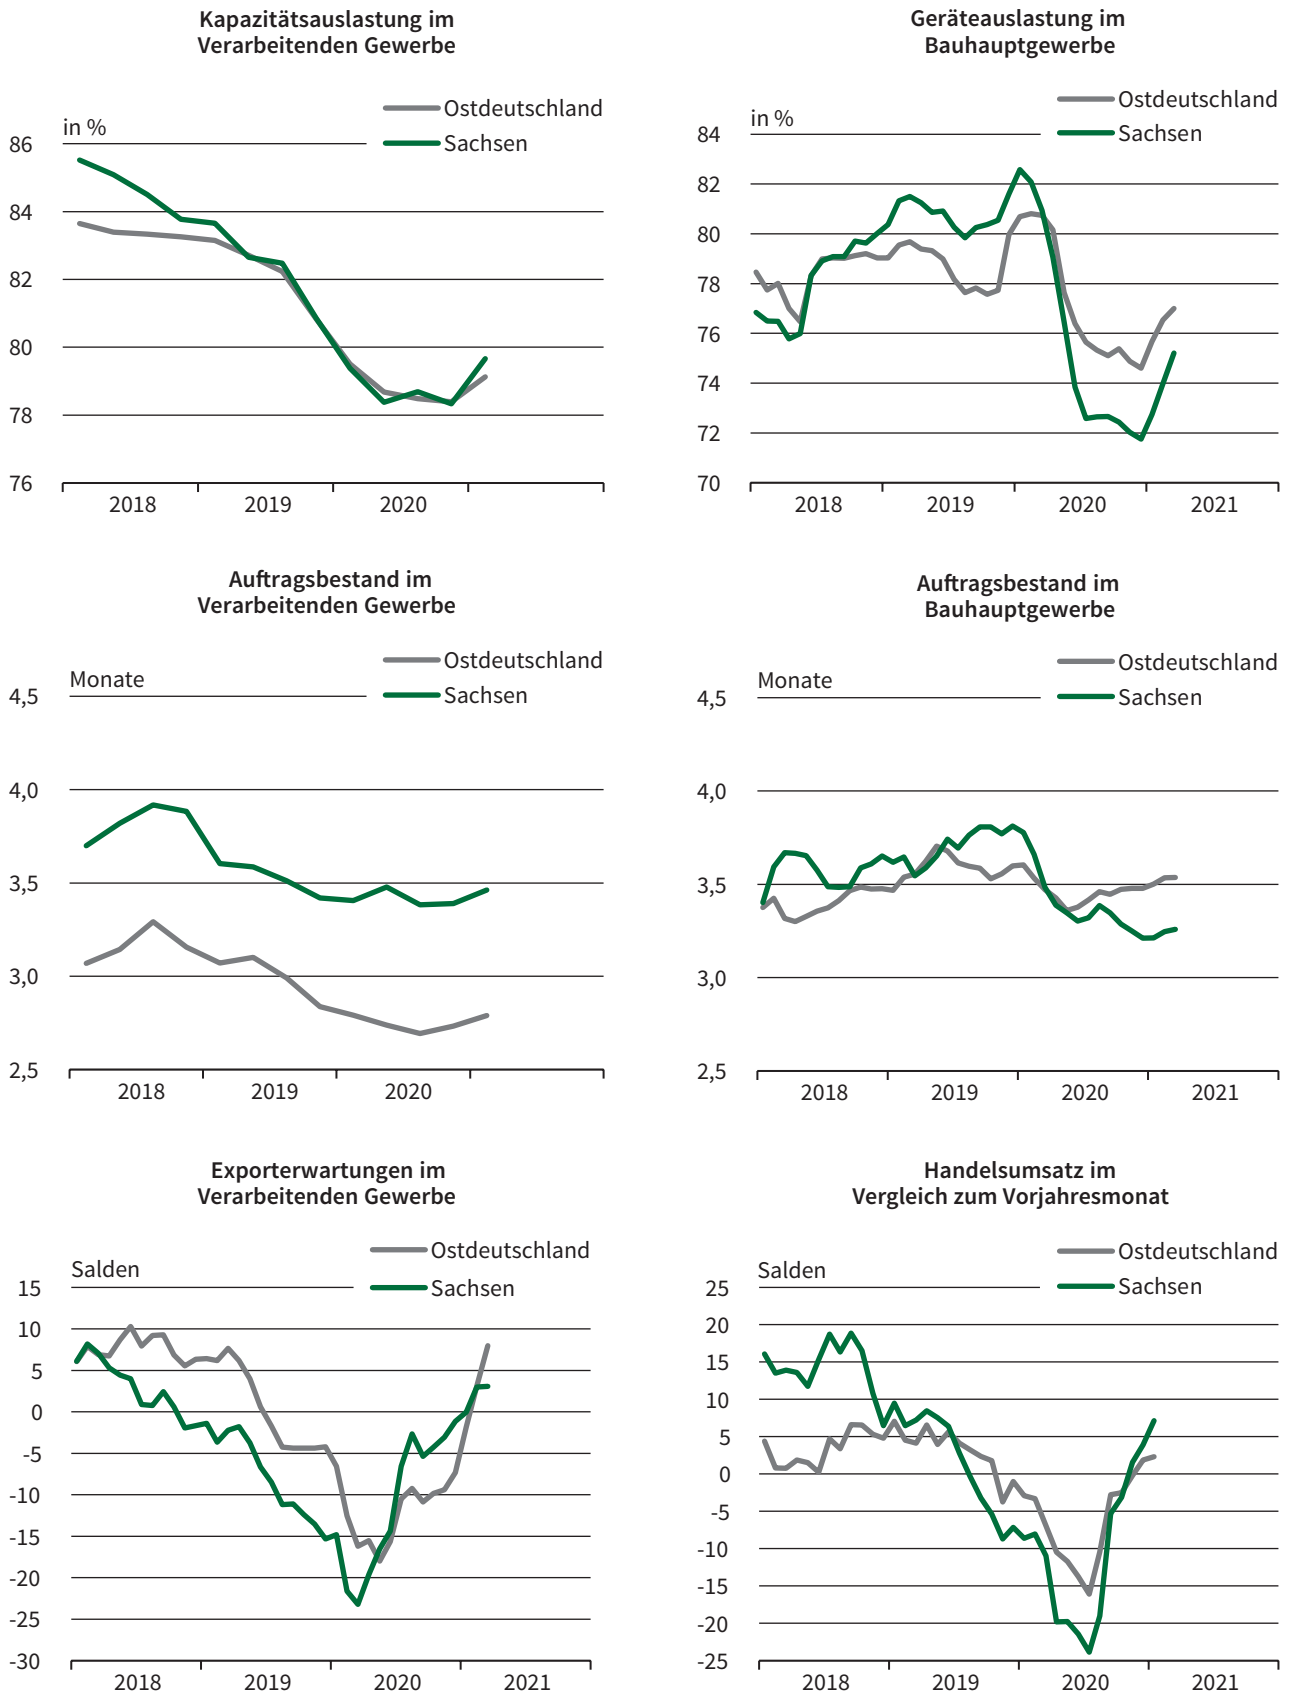 Kapazitätsauslastung im
Verarbeitenden Gewerbe
Ostdeutschland
Sachsen
in %
86
84
82
80
78
76
2018
2019
2020
Geräteauslastung im
Bauhauptgewerbe
Ostdeutschland
Sachsen
in %
84
82
80
78
76
74
72
70
2018
2019
2020
2021
Auftragsbestand im
Verarbeitenden Gewerbe
Ostdeutschland
Sachsen
Monate
4,5
4,0
3,5
3,0
2,5
2018
2019
2020
Auftragsbestand im
Bauhauptgewerbe
Ostdeutschland
Sachsen
Monate
4,5
4,0
3,5
3,0
2,5
2018
2019
2020
2021
Exporterwartungen im
Verarbeitenden Gewerbe
Ostdeutschland
Sachsen
Salden
15
10
5
0
-5
-10
-15
-20
-25
-30
2018
2019
2020
2021
Handelsumsatz im
Vergleich zum Vorjahresmonat
Ostdeutschland
Sachsen
Salden
25
20
15
10
5
0
-5
-10
-15
-20
-25
2018
2019
2020
2021